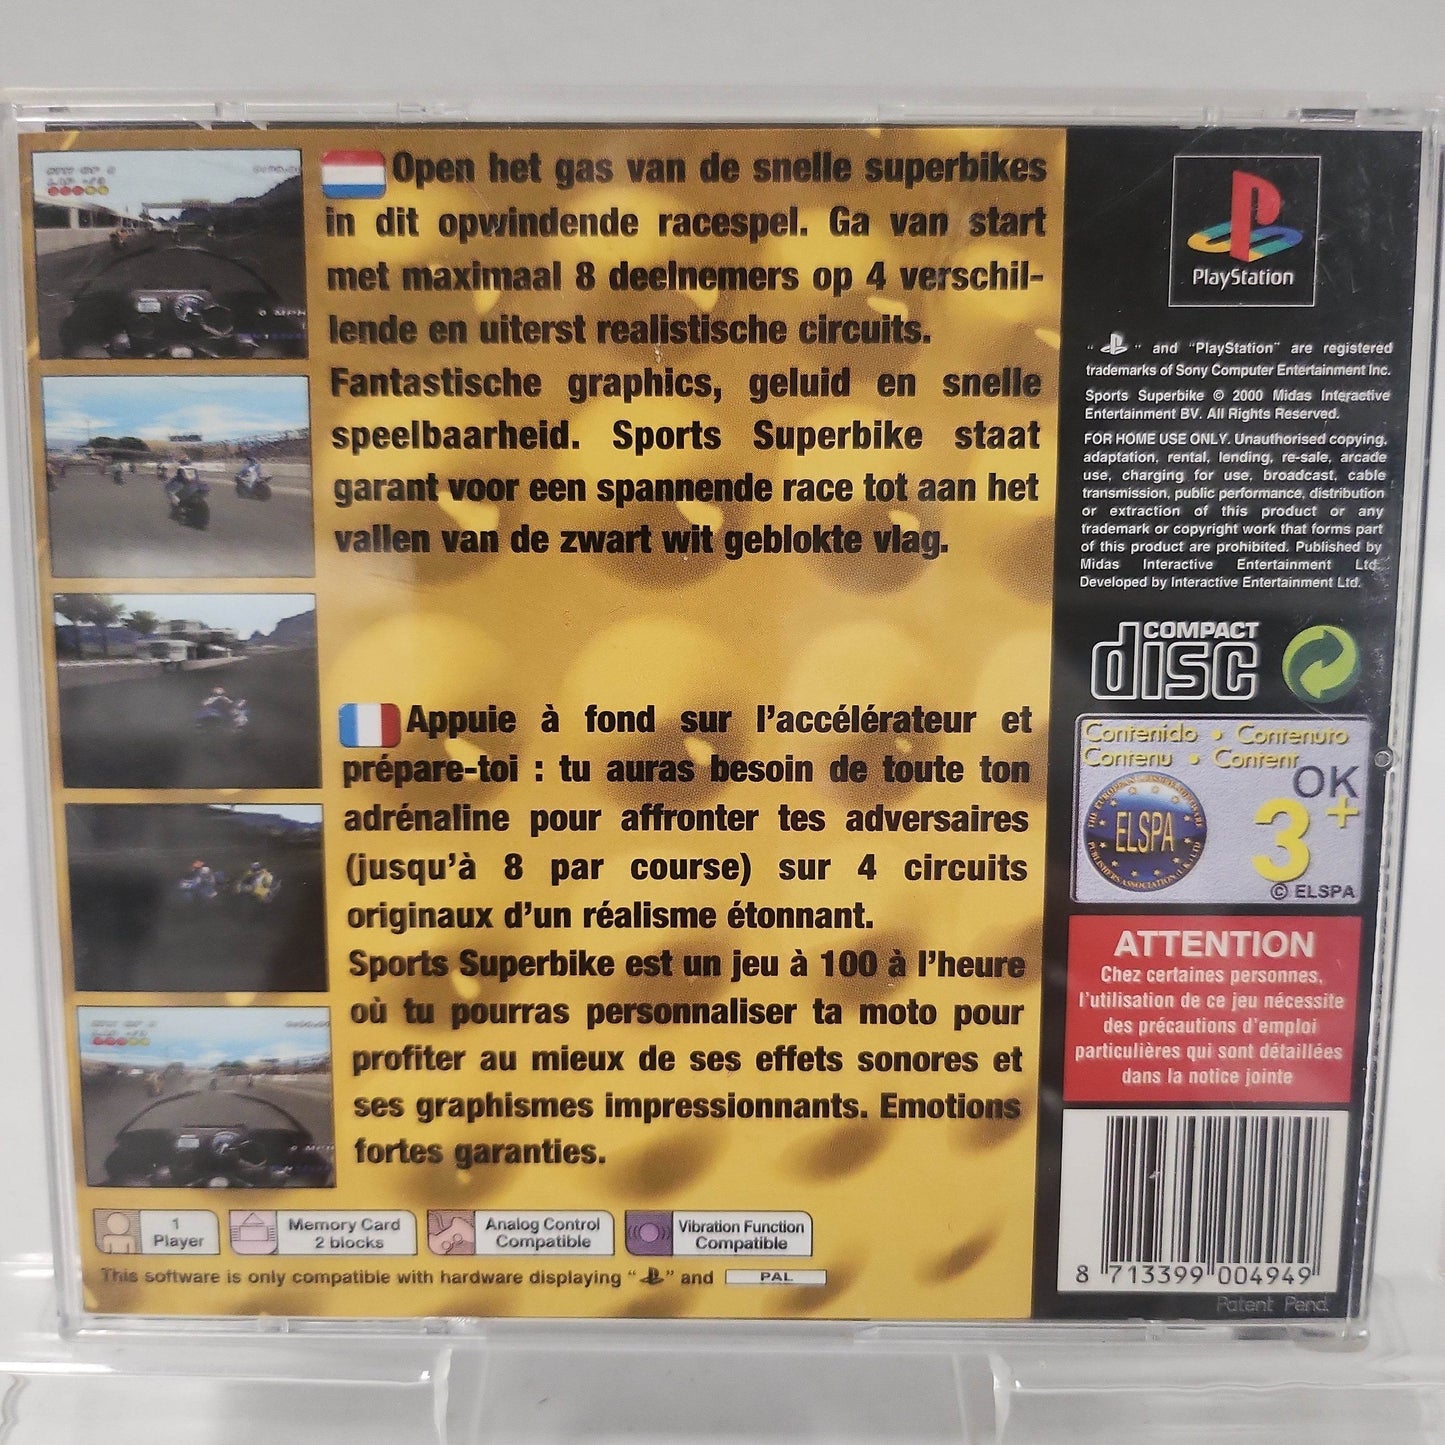 Open het gas van de snelle superbikes
in dit opwindende racespel. Ga van start
met maximaal 8 deelnemers op 4 verschil-
lende en uiterst realistische circuits.
Fantastische graphics, geluid en snelle
speelbaarheid. Sports Superbike staat
garant voor een spannende race tot aan het
vallen van de zwart wit geblokte vlag.
Appuie à fond sur l'accélérateur et
prépare-toi : tu auras besoin de toute ton
adrénaline pour affronter tes adversaires
(jusqu'à 8 par course) sur 4 circuits
originaux d'un réalisme étonnant.
Sports Superbike est un jeu à 100 à l'heure
où tu pourras personnaliser ta moto pour
profiter au mieux de ses effets sonores et
ses graphismes impressionnants. Emotions
fortes garanties.
1
Player
Memory Card
2 blocks
Analog Control
Compatible
Vibration Function
Compatible
This software is only compatible with hardware displaying " " and PAL
PlayStation
" " and "PlayStation" are registered
trademarks of Sony Computer Entertainment Inc.
Sports Superbike © 2000 Midas Interactive
Entertainment BV. All Rights Reserved.
FOR HOME USE ONLY. Unauthorised copying,
adaptation, rental, lending, re-sale, arcade
use, charging for use, broadcast, cable
transmission, public performance, distribution
or extraction of this product or any
trademark or copyright work that forms part
of this product are prohibited. Published by
Midas Interactive Entertainment Ltd.
Developed by Interactive Entertainment Ltd.
COMPACT
disc
Contenido • Contenuto
Contenu • Content
OK
3+
ELSPA
© ELSPA
ATTENTION
Chez certaines personnes,
l'utilisation de ce jeu nécessite
des précautions d'emploi
particulières qui sont détaillées
dans la notice jointe
8 713399 004949
Patent Pend.